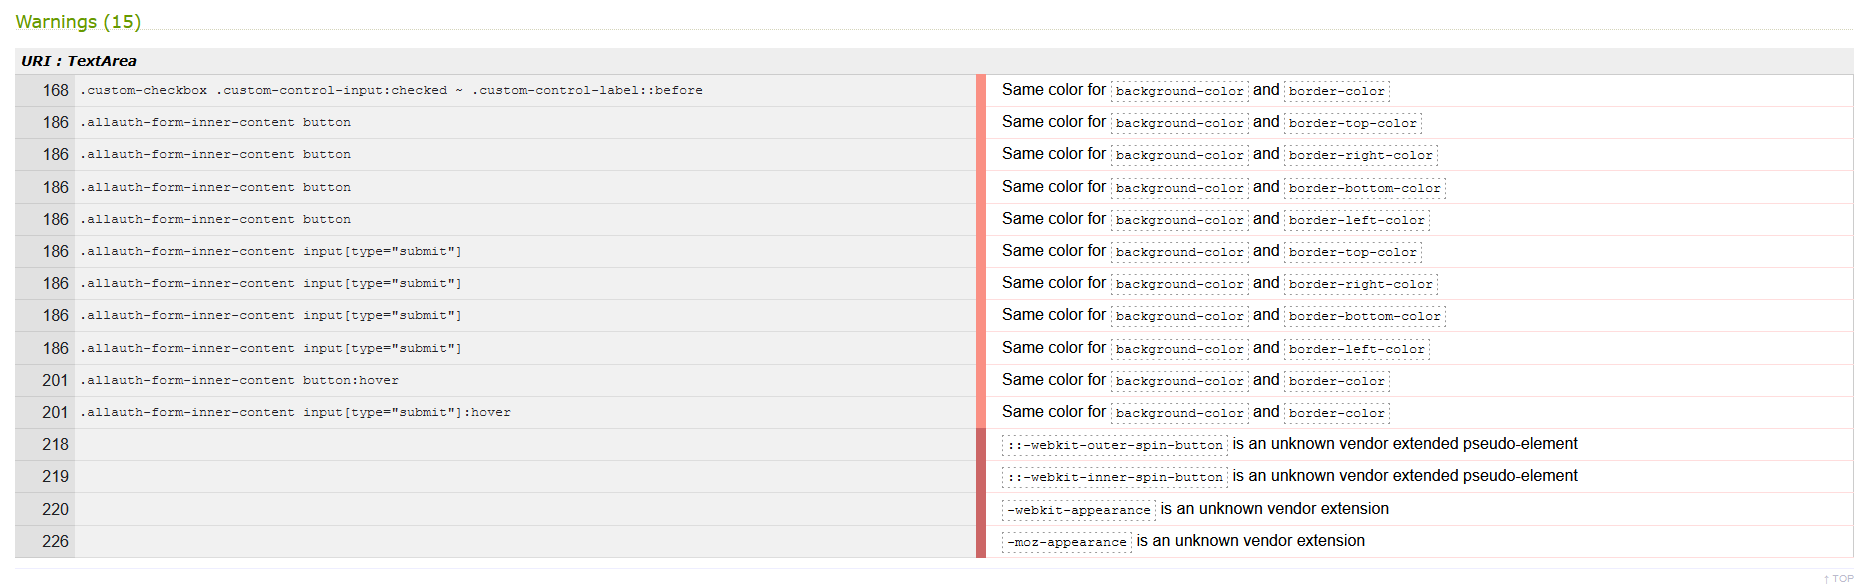 Warnings (15)
URI : TextArea
168 .custom-checkbox .custom-control-input:checked ~ .custom-control-label::before Same color for background-color and border-color
186 .allauth-form-inner-content button Same color for background-color and border-top-color
186 .allauth-form-inner-content button Same color for background-color and border-right-color
186 .allauth-form-inner-content button Same color for background-color and border-bottom-color
186 .allauth-form-inner-content button Same color for background-color and border-left-color
186 .allauth-form-inner-content input[type="submit"] Same color for background-color and border-top-color
186 .allauth-form-inner-content input[type="submit"] Same color for background-color and border-right-color
186 .allauth-form-inner-content input[type="submit"] Same color for background-color and border-bottom-color
186 .allauth-form-inner-content input[type="submit"] Same color for background-color and border-left-color
201 .allauth-form-inner-content button:hover Same color for background-color and border-color
201 .allauth-form-inner-content input[type="submit"]:hover Same color for background-color and border-color
218 ::-webkit-outer-spin-button is an unknown vendor extended pseudo-element
219 ::-webkit-inner-spin-button is an unknown vendor extended pseudo-element
220 -webkit-appearance is an unknown vendor extension
226 -moz-appearance is an unknown vendor extension
↑ TOP